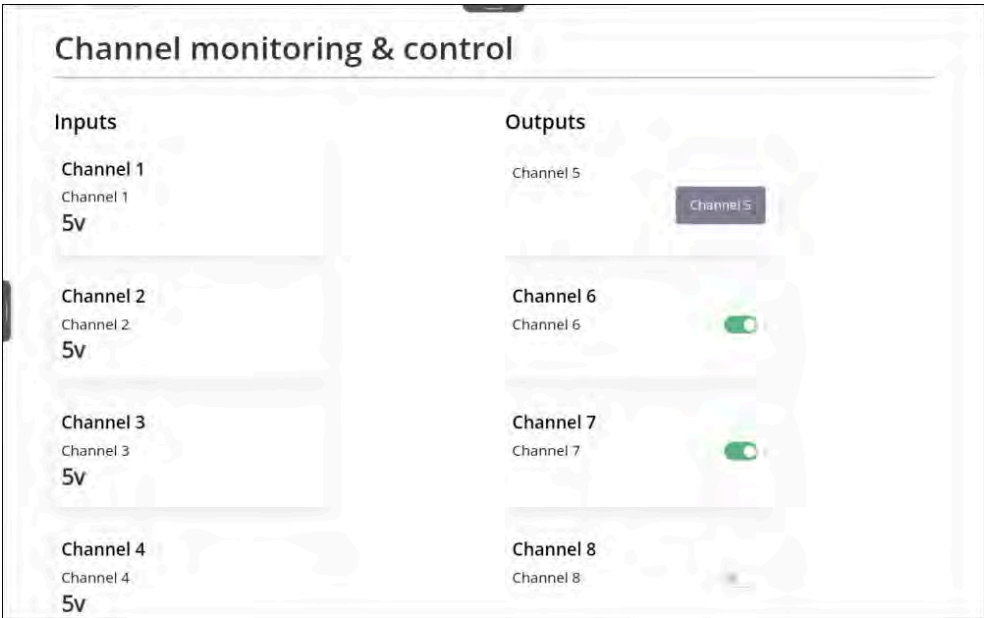 Channel monitoring & control
Inputs
Channel 1
Channel 1
5v
Channel 2
Channel 2
5v
Channel 3
Channel 3
5v
Channel 4
Channel 4
5v
Outputs
Channel 5
Channel 5
Channel 6
Channel 6
Channel 7
Channel 7
Channel 8
Channel 8